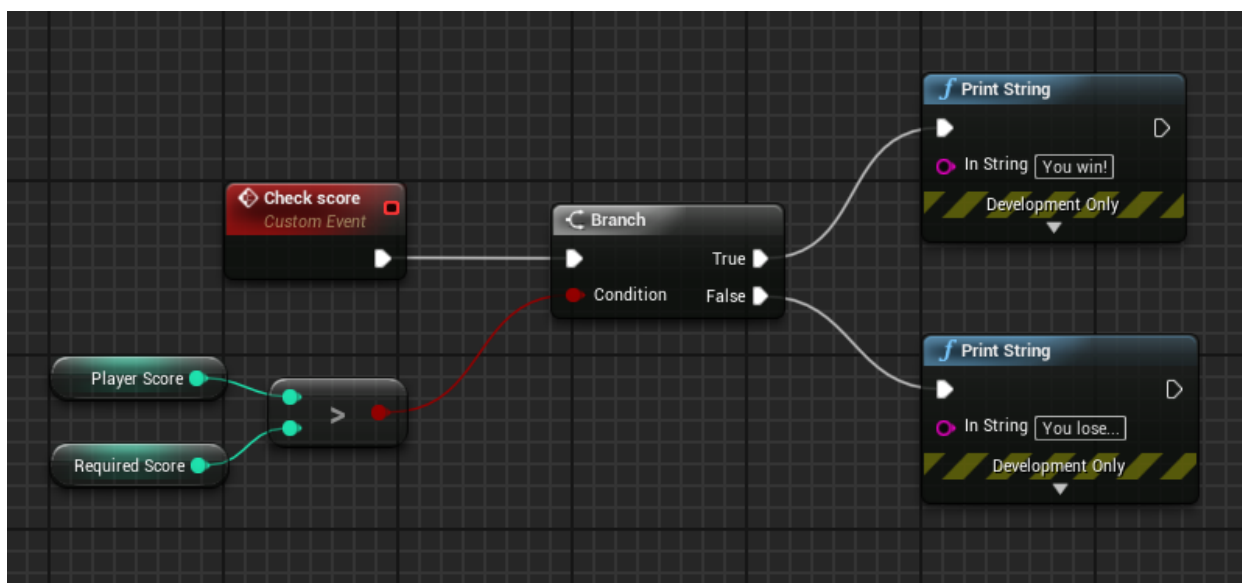 Check score
Custom Event
Player Score
Required Score
>
Branch
True
Condition
False
f Print String
In String You win!
Development Only
f Print String
In String You lose...
Development Only